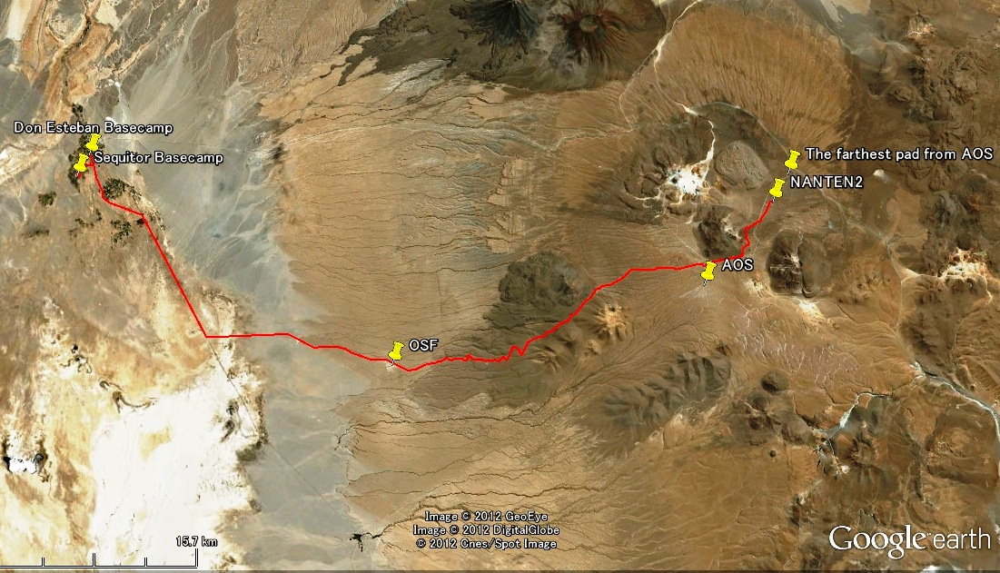 Don Esteban Basecamp
Sequitor Basecamp
The farthest pad from AOS
NANTEN2
AOS
OSF
Image © 2012 GeoEye
Image © 2012 DigitalGlobe
© 2012 Cnes/Spot Image
15.7 km
Google earth